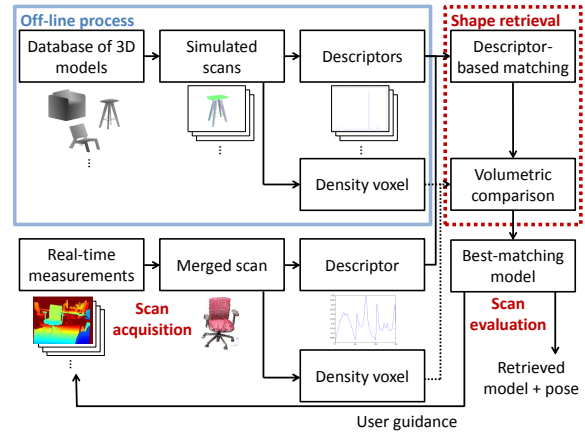 Off-line process
Shape retrieval
Database of 3D
models
Simulated
scans
Descriptors
Descriptor-
based matching
Density voxel
Volumetric
comparison
Real-time
measurements
Merged scan
Descriptor
Best-matching
model
Scan
acquisition
Scan
evaluation
Density voxel
Retrieved
model + pose
User guidance